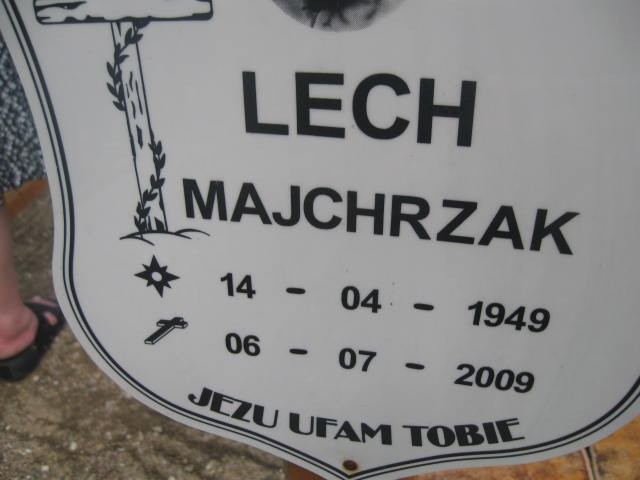 LECH
MAJCHRZAK
14 - 04 - 1949
06 - 07 - 2009
JEZU UFAM TOBIE